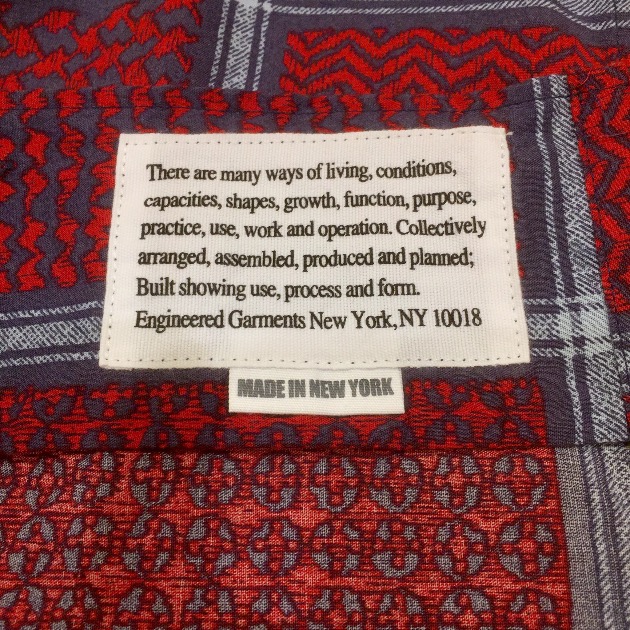 There are many ways of living, conditions,
capacities, shapes, growth, function, purpose,
practice, use, work and operation. Collectively
arranged, assembled, produced and planned;
Built showing use, process and form.
Engineered Garments New York, NY 10018
MADE IN NEW YORK